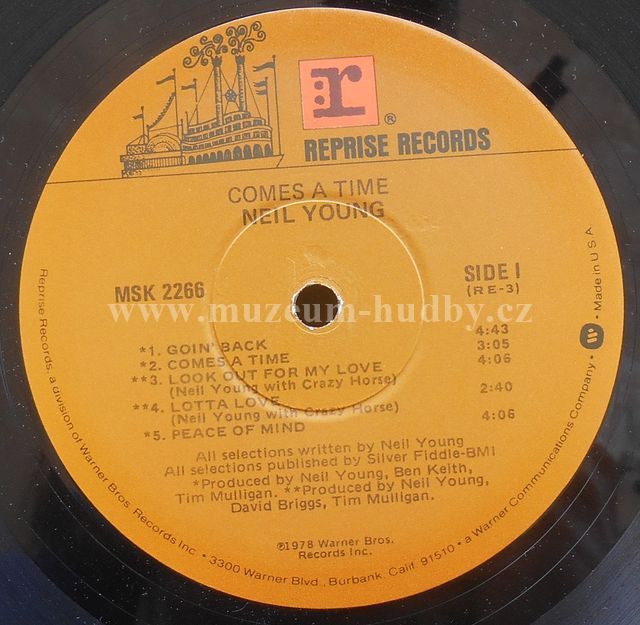 r ®
REPRISE RECORDS
COMES A TIME
NEIL YOUNG
MSK 2266
SIDE I
(RE-3)
www.muzeum-hudby.cz
*1. GOIN' BACK 4:43
*2. COMES A TIME 3:05
**3. LOOK OUT FOR MY LOVE 4:06
(Neil Young with Crazy Horse)
**4. LOTTA LOVE 2:40
(Neil Young with Crazy Horse)
*5. PEACE OF MIND 4:06
All selections written by Neil Young
All selections published by Silver Fiddle-BMI
*Produced by Neil Young, Ben Keith,
Tim Mulligan. **Produced by Neil Young,
David Briggs, Tim Mulligan.
℗1978 Warner Bros.
Records Inc.
Reprise Records, a division of Warner Bros. Records Inc • 3300 Warner Blvd., Burbank, Calif. 91510 • a Warner Communications Company • W • Made in U S A